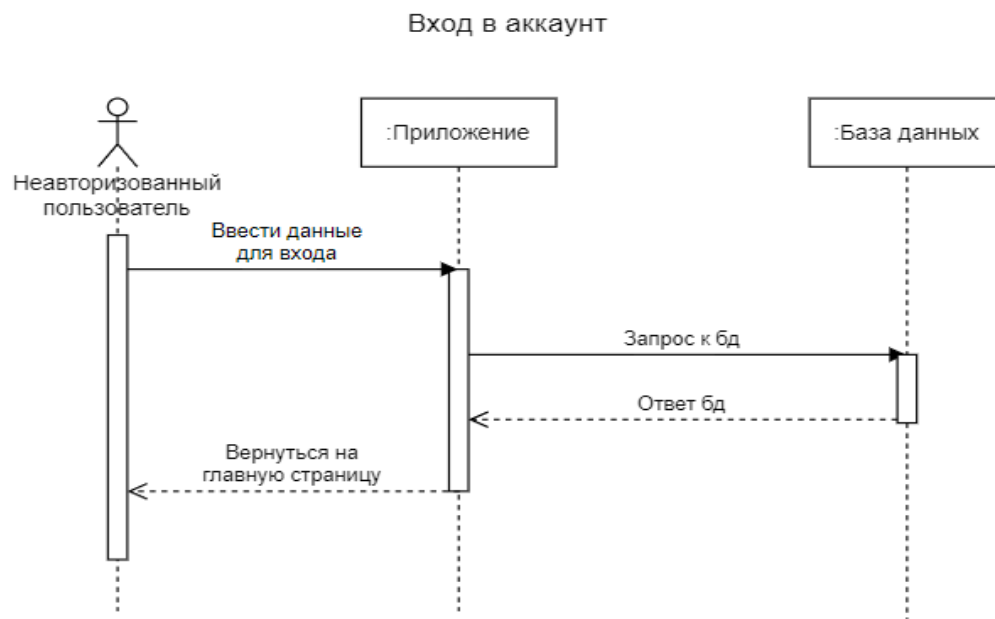 Вход в аккаунт
:Приложение
:База данных
Неавторизованный
пользователь
Ввести данные
для входа
Запрос к бд
Ответ бд
Вернуться на
главную страницу